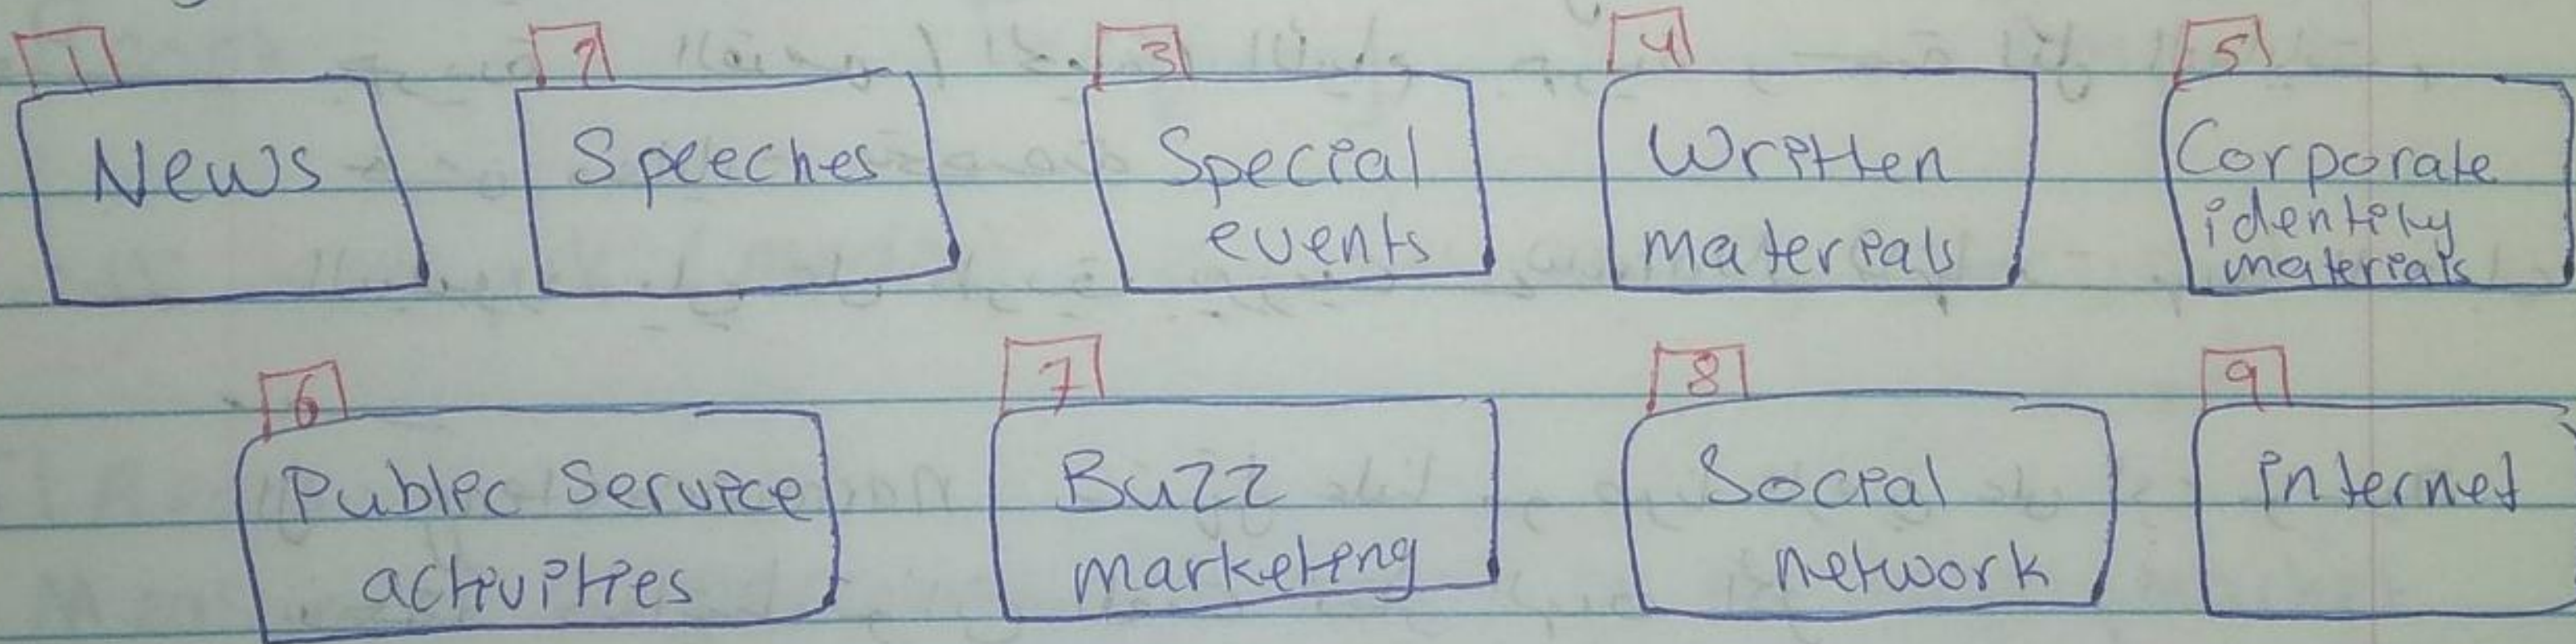 1
News
2
Speeches
3
Special
events
4
Written
materials
5
Corporate
identity
materials
6
Public Service
activities
7
Buzz
marketing
8
Social
network
9
internet